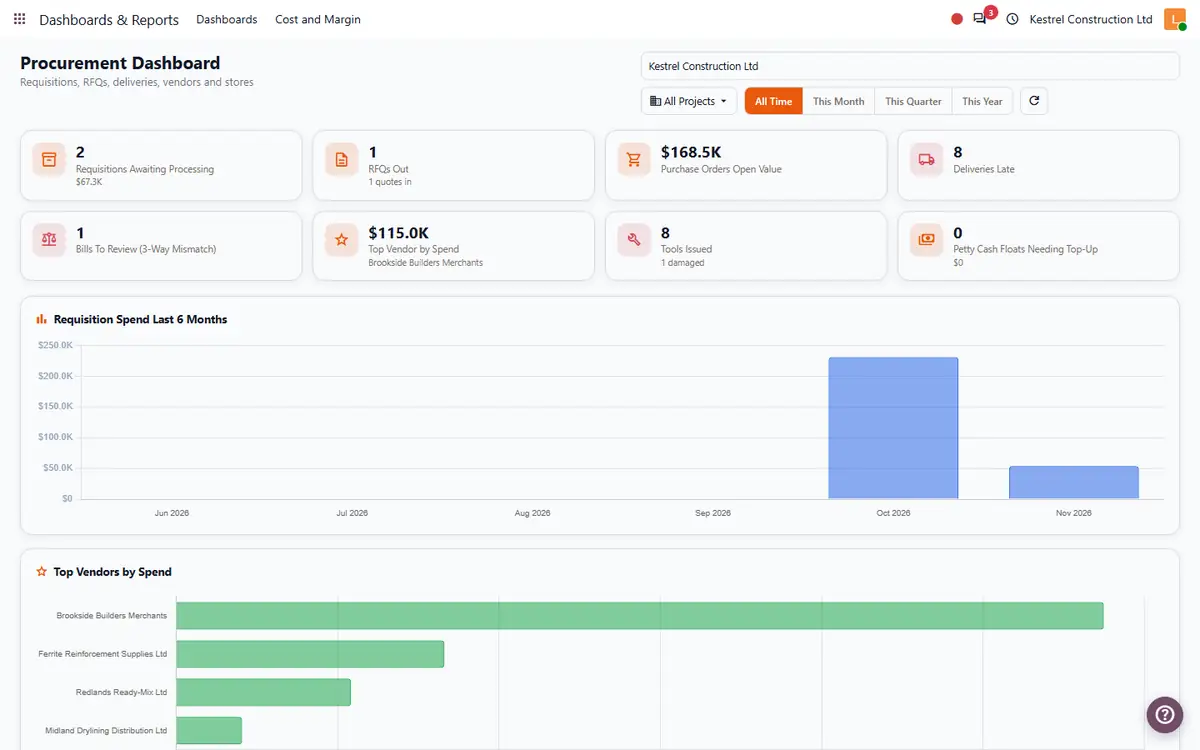 Dashboards & Reports Dashboards Cost and Margin 3 Kestrel Construction Ltd L
Procurement Dashboard
Requisitions, RFQs, deliveries, vendors and stores
Kestrel Construction Ltd
All Projects All Time This Month This Quarter This Year
2
Requisitions Awaiting Processing
$67.3K
1
RFQs Out
1 quotes in
$168.5K
Purchase Orders Open Value
8
Deliveries Late
1
Bills To Review (3-Way Mismatch)
$115.0K
Top Vendor by Spend
Brookside Builders Merchants
8
Tools Issued
1 damaged
0
Petty Cash Floats Needing Top-Up
$0
Requisition Spend Last 6 Months
$250.0K
$200.0K
$150.0K
$100.0K
$50.0K
$0
Jun 2026 Jul 2026 Aug 2026 Sep 2026 Oct 2026 Nov 2026
Top Vendors by Spend
Brookside Builders Merchants
Ferrite Reinforcement Supplies Ltd
Redlands Ready-Mix Ltd
Midland Drylining Distribution Ltd